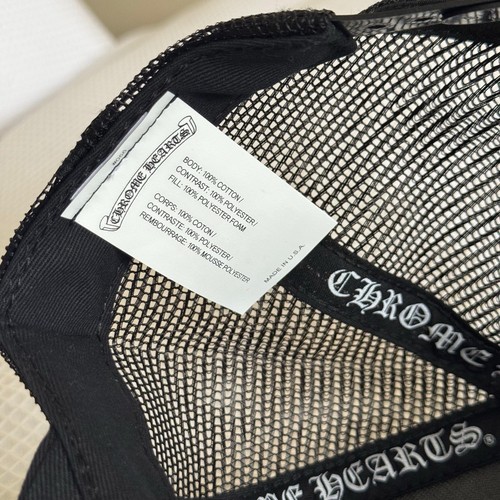 CHROME HEARTS
BODY: 100% COTTON/
CONTRAST: 100% POLYESTER/
FILL: 100% POLYESTER FOAM
CORPS: 100% COTON/
CONTRASTE: 100% POLYESTER/
REMBOURRAGE: 100% MOUSSE POLYESTER
MADE IN U.S.A.
CHROME
CHROME HEARTS®